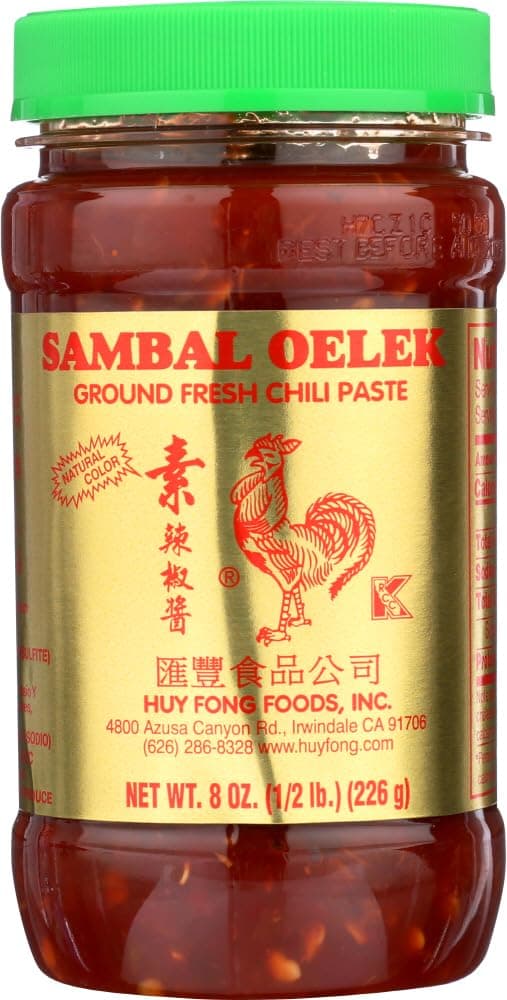 BEST BEFORE
SAMBAL OELEK
GROUND FRESH CHILI PASTE
NATURAL
COLOR
素
辣椒醬
®
K
匯豐食品公司
HUY FONG FOODS, INC.
4800 Azusa Canyon Rd., Irwindale CA 91706
(626) 286-8328 www.huyfong.com
NET WT. 8 OZ. (1/2 lb.) (226 g)